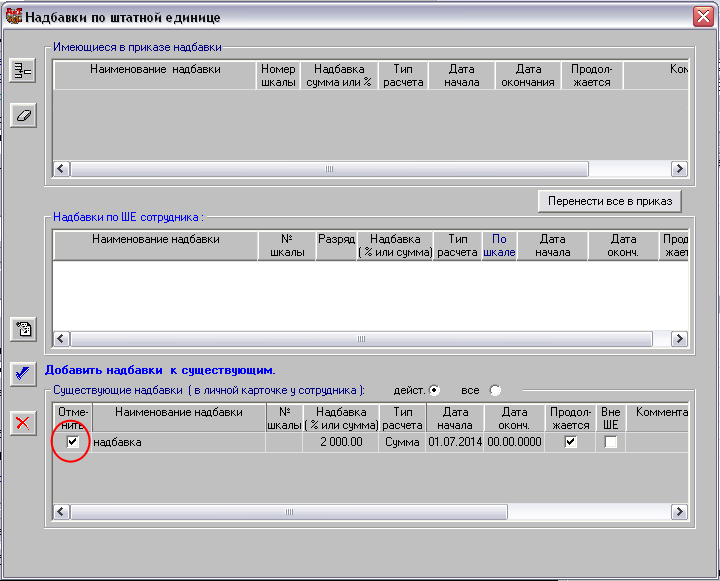 Надбавки по штатной единице
Имеющиеся в приказе надбавки
Наименование надбавки Номер шкалы Надбавка сумма или % Тип расчета Дата начала Дата окончания Продол-жается Ком
Перенести все в приказ
Надбавки по ШЕ сотрудника :
Наименование надбавки № шкалы Разряд Надбавка ( % или сумма) Тип расчета По шкале Дата начала Дата оконч. Прод жает
Добавить надбавки к существующим.
Существующие надбавки ( в личной карточке у сотрудника ): дейст. все
Отме-нить Наименование надбавки № шкалы Надбавка ( % или сумма) Тип расчета Дата начала Дата оконч. Продол-жается Вне ШЕ Коммента
надбавка 2 000.00 Сумма 01.07.2014 00.00.0000